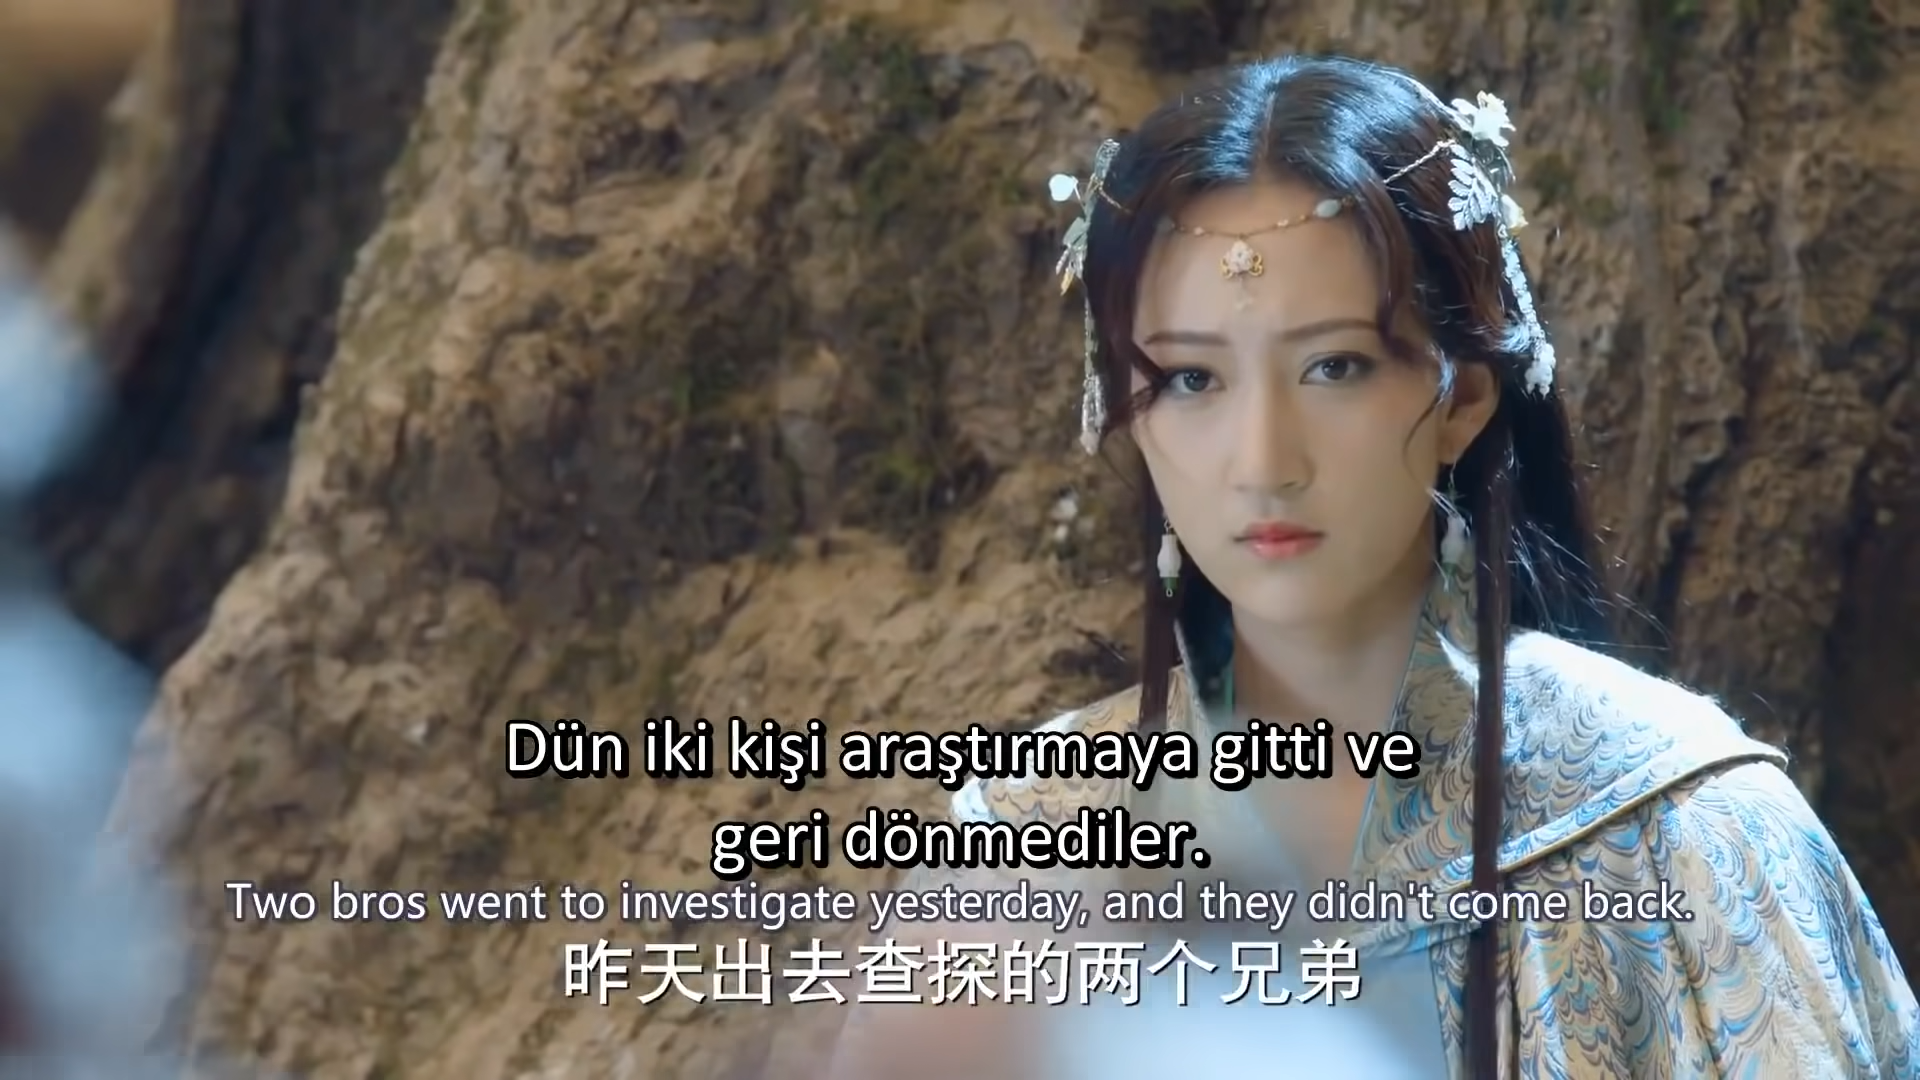 Dün iki kişi araştırmaya gitti ve
geri dönmediler.
Two bros went to investigate yesterday, and they didn't come back.
昨天出去查探的两个兄弟